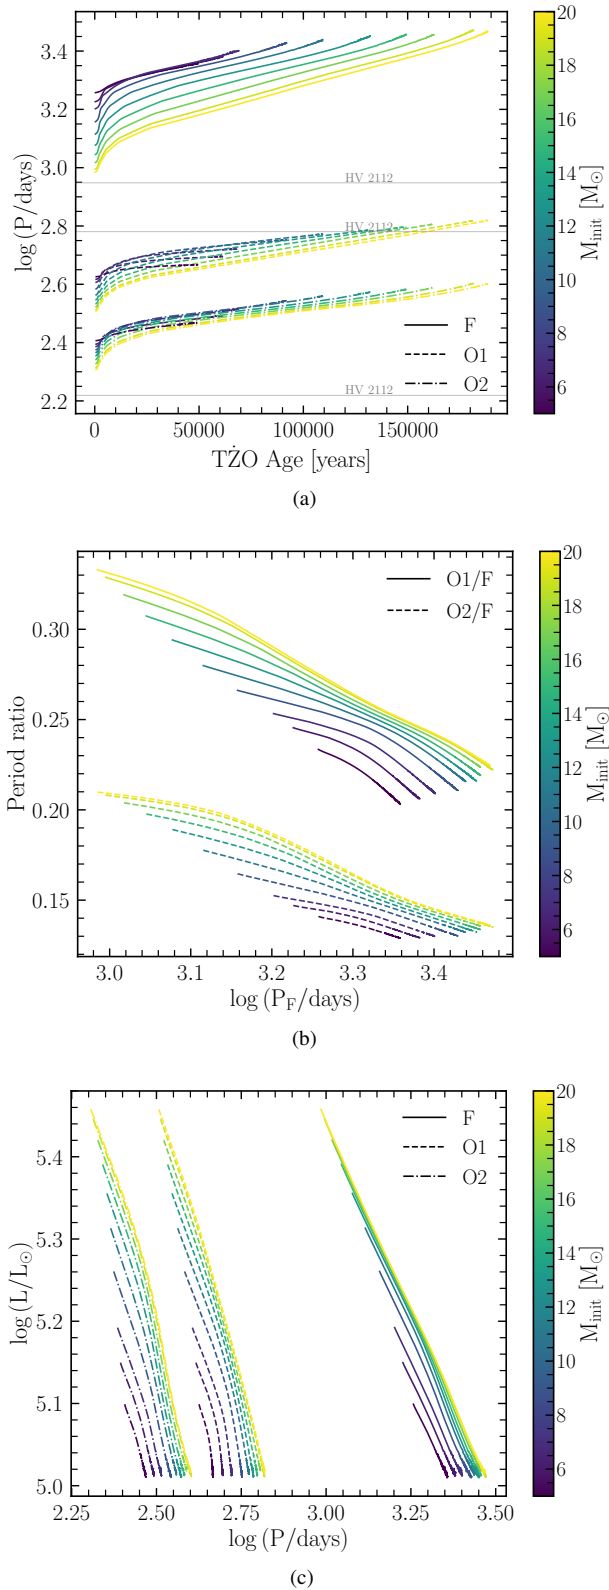 3.4
3.2
3.0
2.8
2.6
2.4
2.2
log (P/days)
HV 2112
HV 2112
HV 2112
F
O1
O2
0
50000
100000
150000
TŻO Age [years]
20
18
16
14
12
10
8
6
M_init [M_⊙]
(a)
0.30
0.25
0.20
0.15
Period ratio
O1/F
O2/F
3.0
3.1
3.2
3.3
3.4
log (P_F/days)
20
18
16
14
12
10
8
6
M_init [M_⊙]
(b)
5.4
5.3
5.2
5.1
5.0
log (L/L_⊙)
F
O1
O2
2.25
2.50
2.75
3.00
3.25
3.50
log (P/days)
20
18
16
14
12
10
8
6
M_init [M_⊙]
(c)